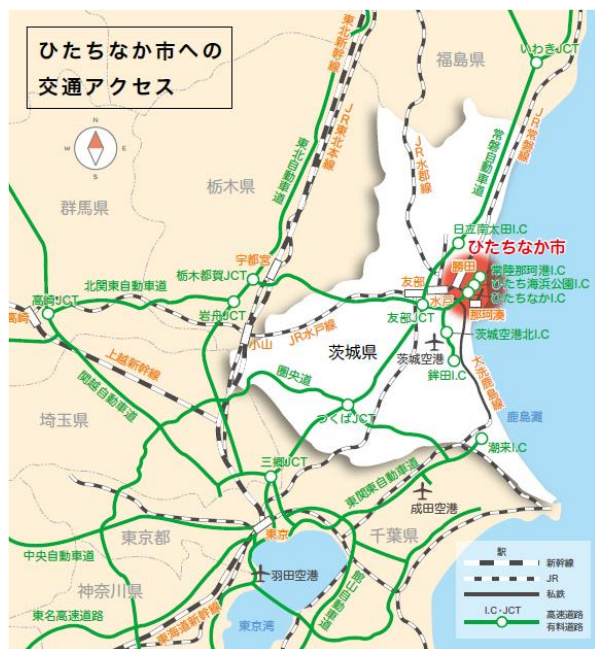 ひたちなか市への
交通アクセス
N
W
E
S
福島県
栃木県
群馬県
埼玉県
東京都
神奈川県
千葉県
茨城県
東北新幹線
JR東北本線
東北自動車道
JR水郡線
常磐自動車道
JR常磐線
いわきJCT
日立南太田I.C
ひたちなか市
勝田
常陸那珂港I.C
ひたち海浜公園I.C
ひたちなかI.C
那珂湊
友部
水戸
友部JCT
茨城空港北I.C
茨城空港
鉾田I.C
大洗鹿島線
鹿島灘
潮来I.C
宇都宮
栃木都賀JCT
北関東自動車道
高崎JCT
岩舟JCT
高崎
小山
JR水戸線
上越新幹線
関越自動車道
圏央道
つくばJCT
三郷JCT
東関東自動車道
成田空港
東京
中央自動車道
羽田空港
館山自動車道
東名高速道路
東海道新幹線
東京湾
駅
新幹線
JR
私鉄
I.C・JCT
高速道路
有料道路